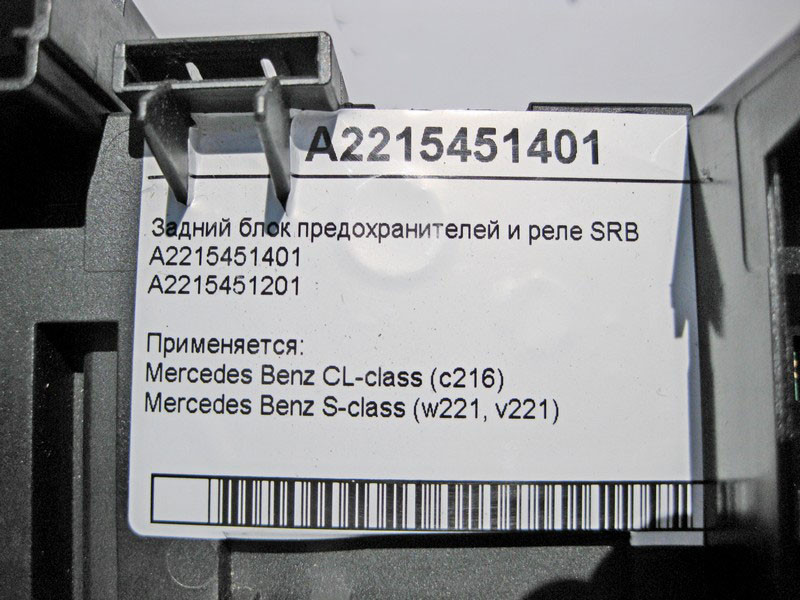 A2215451401
Задний блок предохранителей и реле SRB
A2215451401
A2215451201
Применяется:
Mercedes Benz CL-class (c216)
Mercedes Benz S-class (w221, v221)